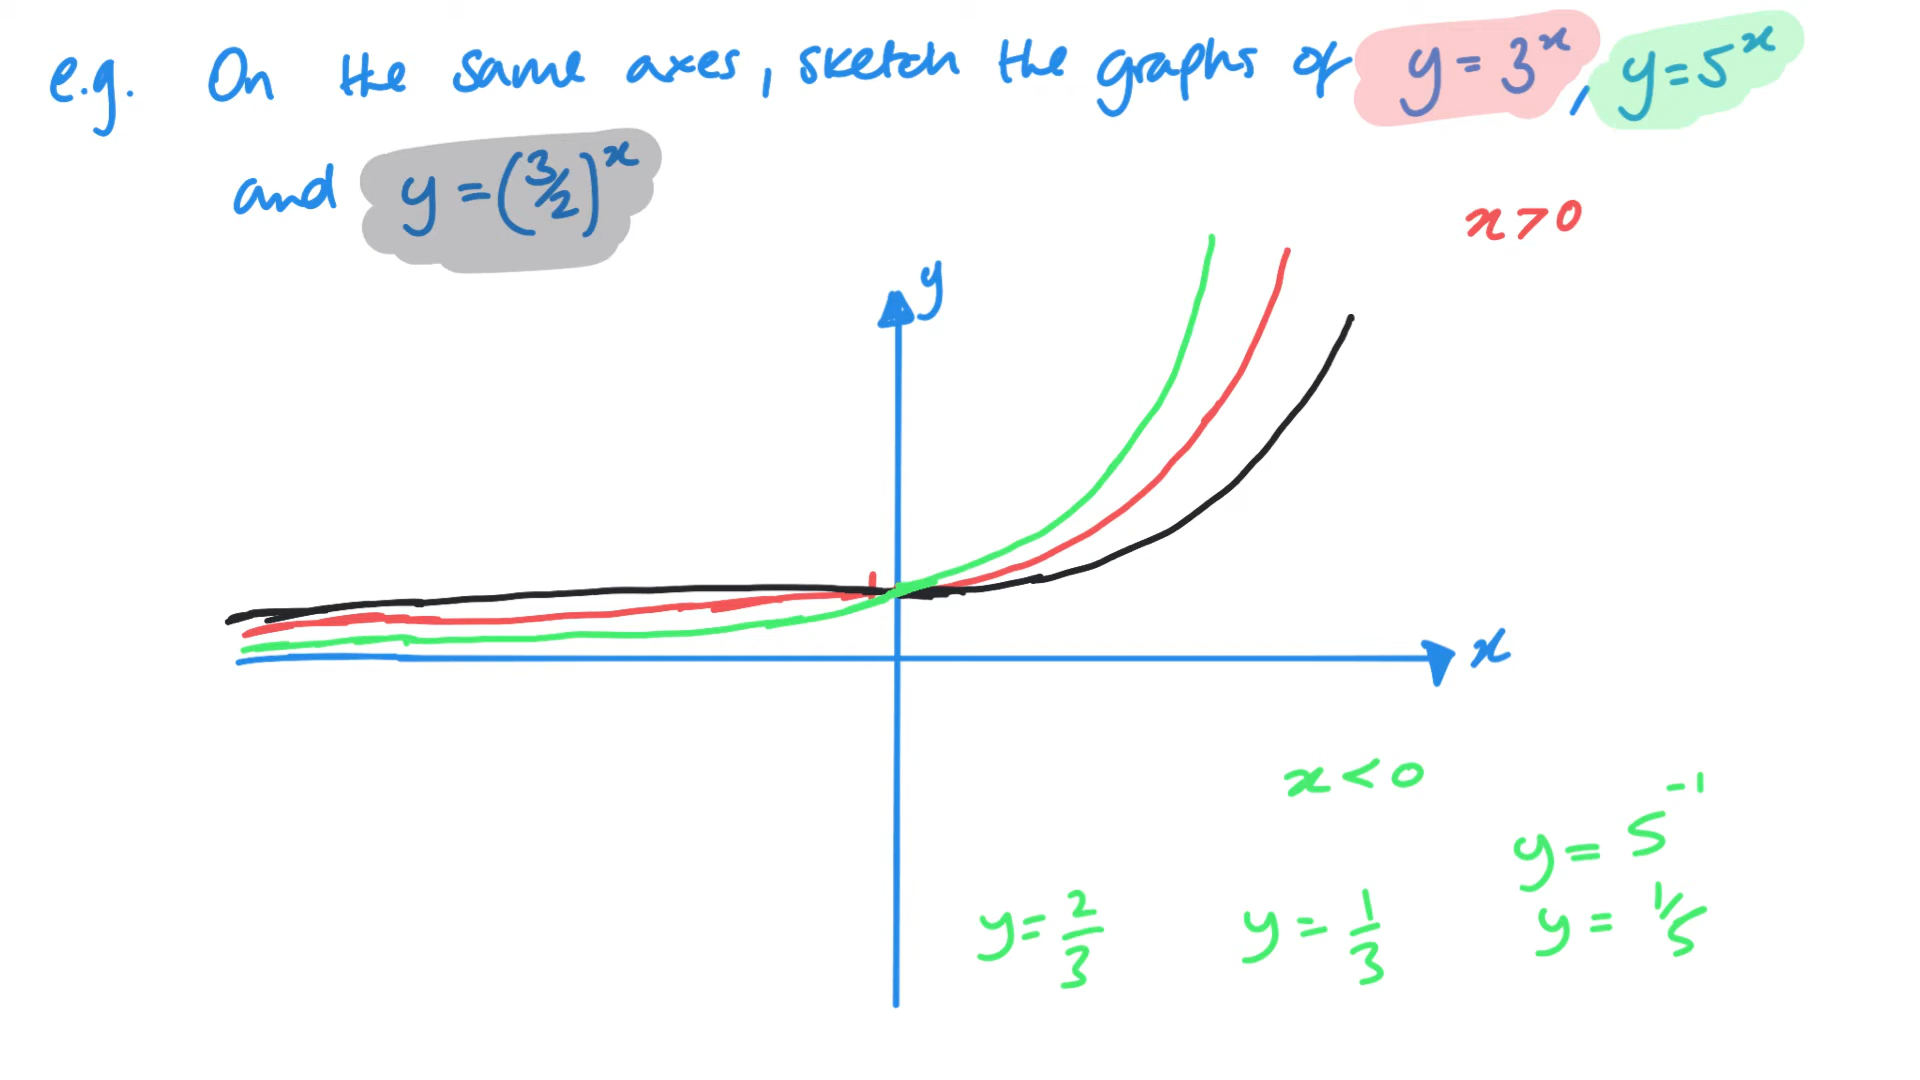 e.g. On the same axes, sketch the graphs of y = 3^x, y = 5^x
and y = (3/2)^x
x > 0
y
1
x
x < 0
y = 5^-1
y = 2/3 y = 1/3 y = 1/5